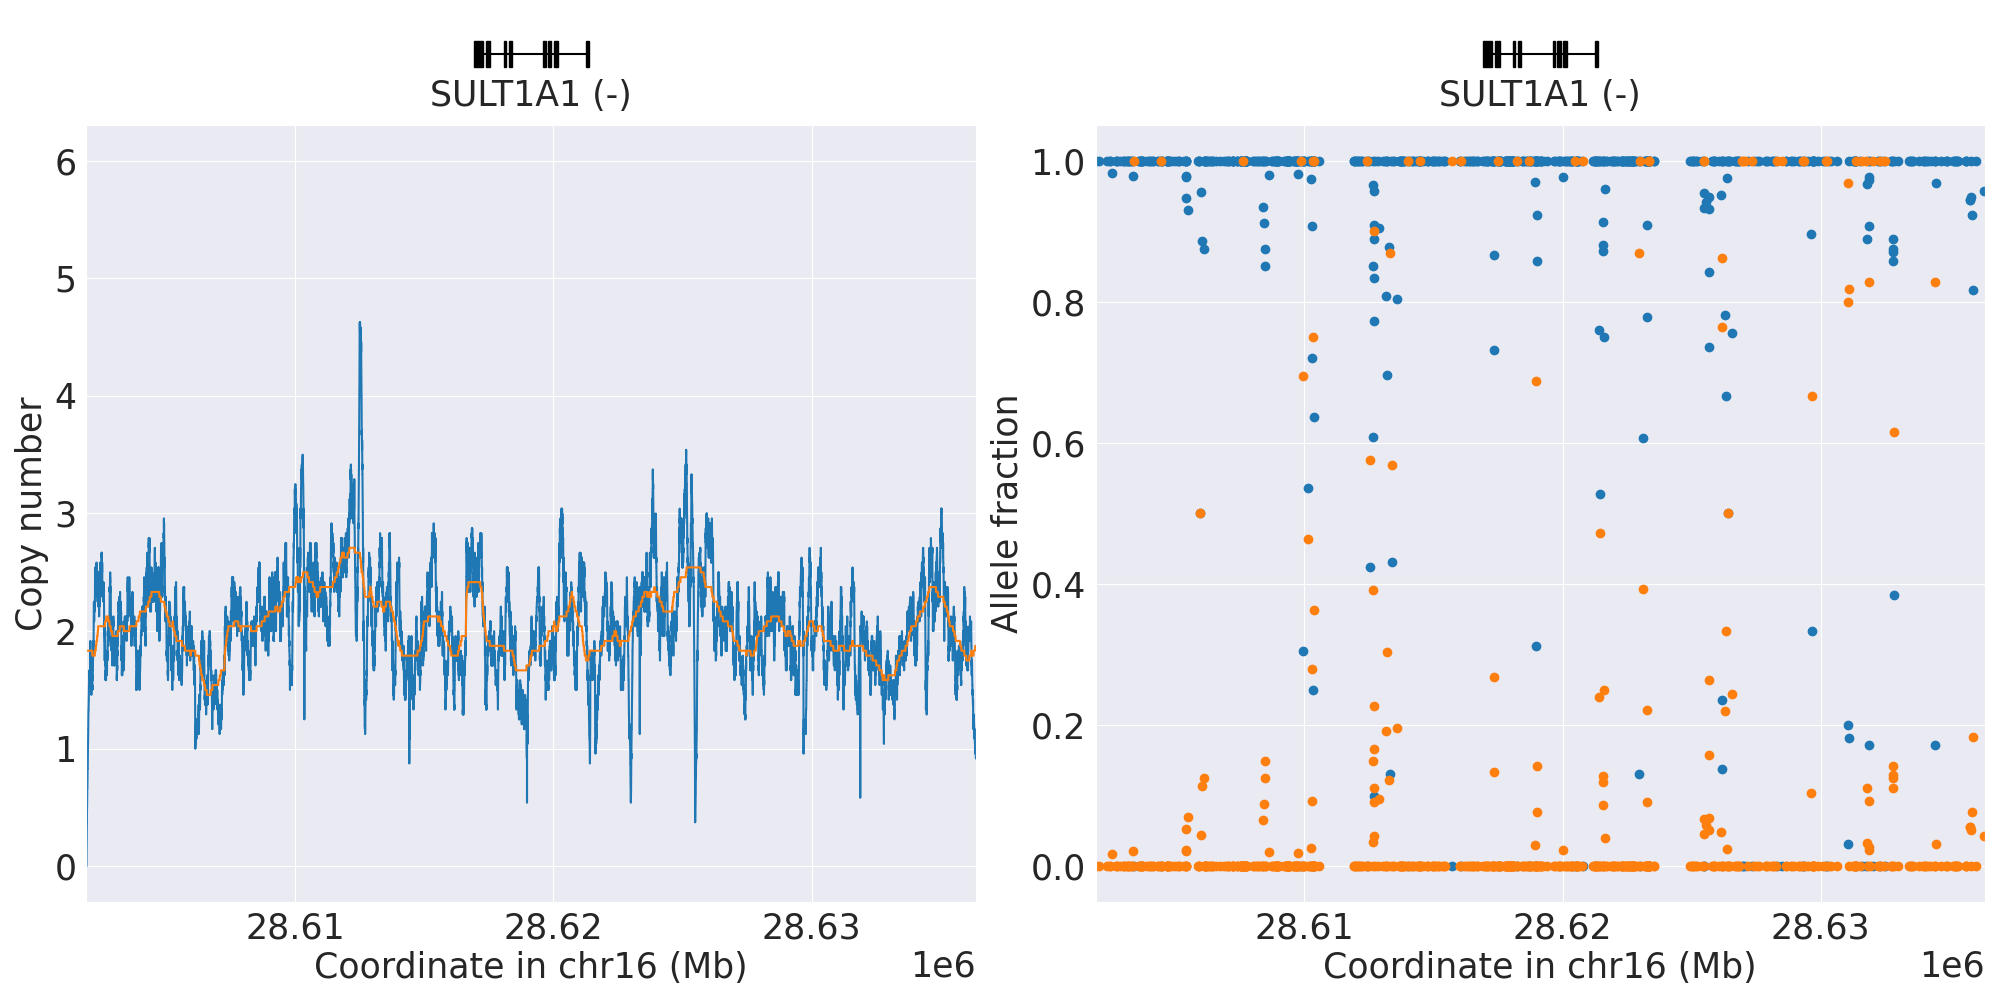 SULT1A1 (-)
6
5
4
3
2
1
0
Copy number
28.61
28.62
28.63
Coordinate in chr16 (Mb)
1e6
SULT1A1 (-)
1.0
0.8
0.6
0.4
0.2
0.0
Allele fraction
28.61
28.62
28.63
Coordinate in chr16 (Mb)
1e6